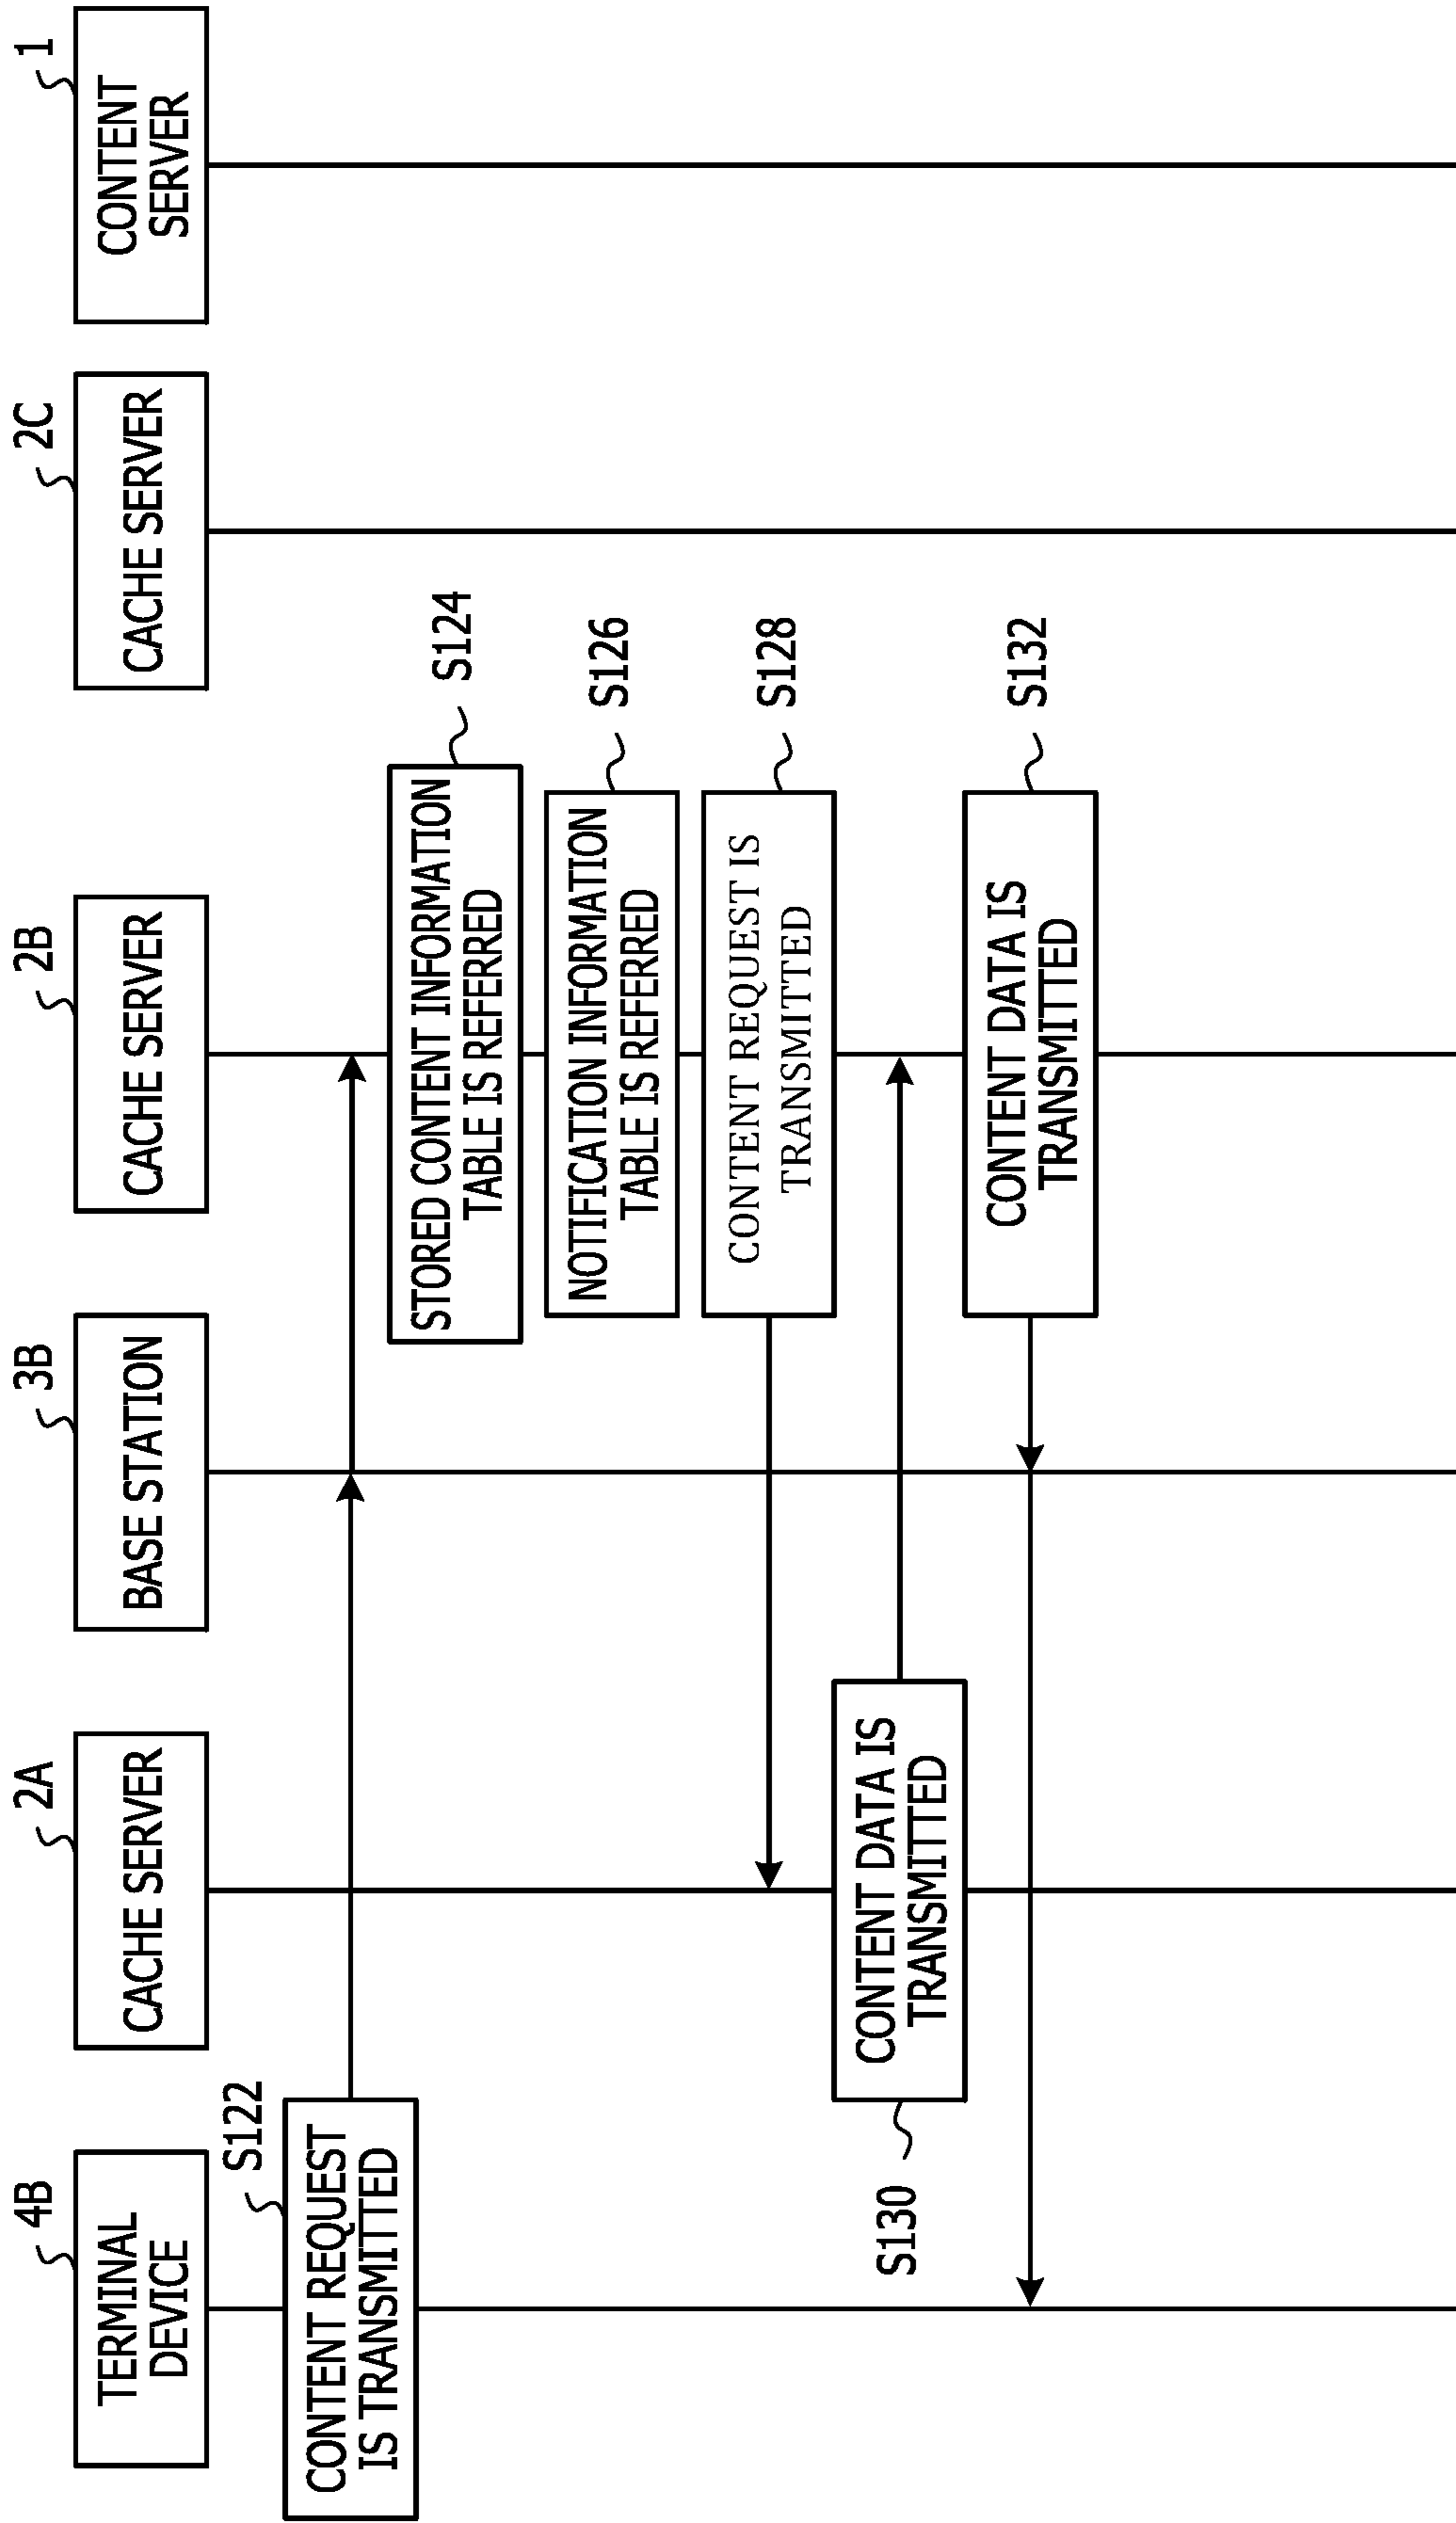 4B
TERMINAL
DEVICE
2A
CACHE SERVER
3B
BASE STATION
2B
CACHE SERVER
2C
CACHE SERVER
1
CONTENT
SERVER
S122
CONTENT REQUEST
IS TRANSMITTED
STORED CONTENT INFORMATION
TABLE IS REFERRED
S124
NOTIFICATION INFORMATION
TABLE IS REFERRED
S126
CONTENT REQUEST IS
TRANSMITTED
S128
S130
CONTENT DATA IS
TRANSMITTED
CONTENT DATA IS
TRANSMITTED
S132